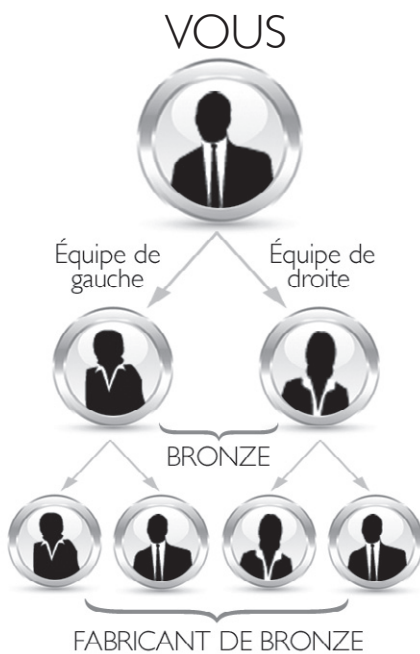 VOUS
Équipe de
gauche
Équipe de
droite
BRONZE
FABRICANT DE BRONZE